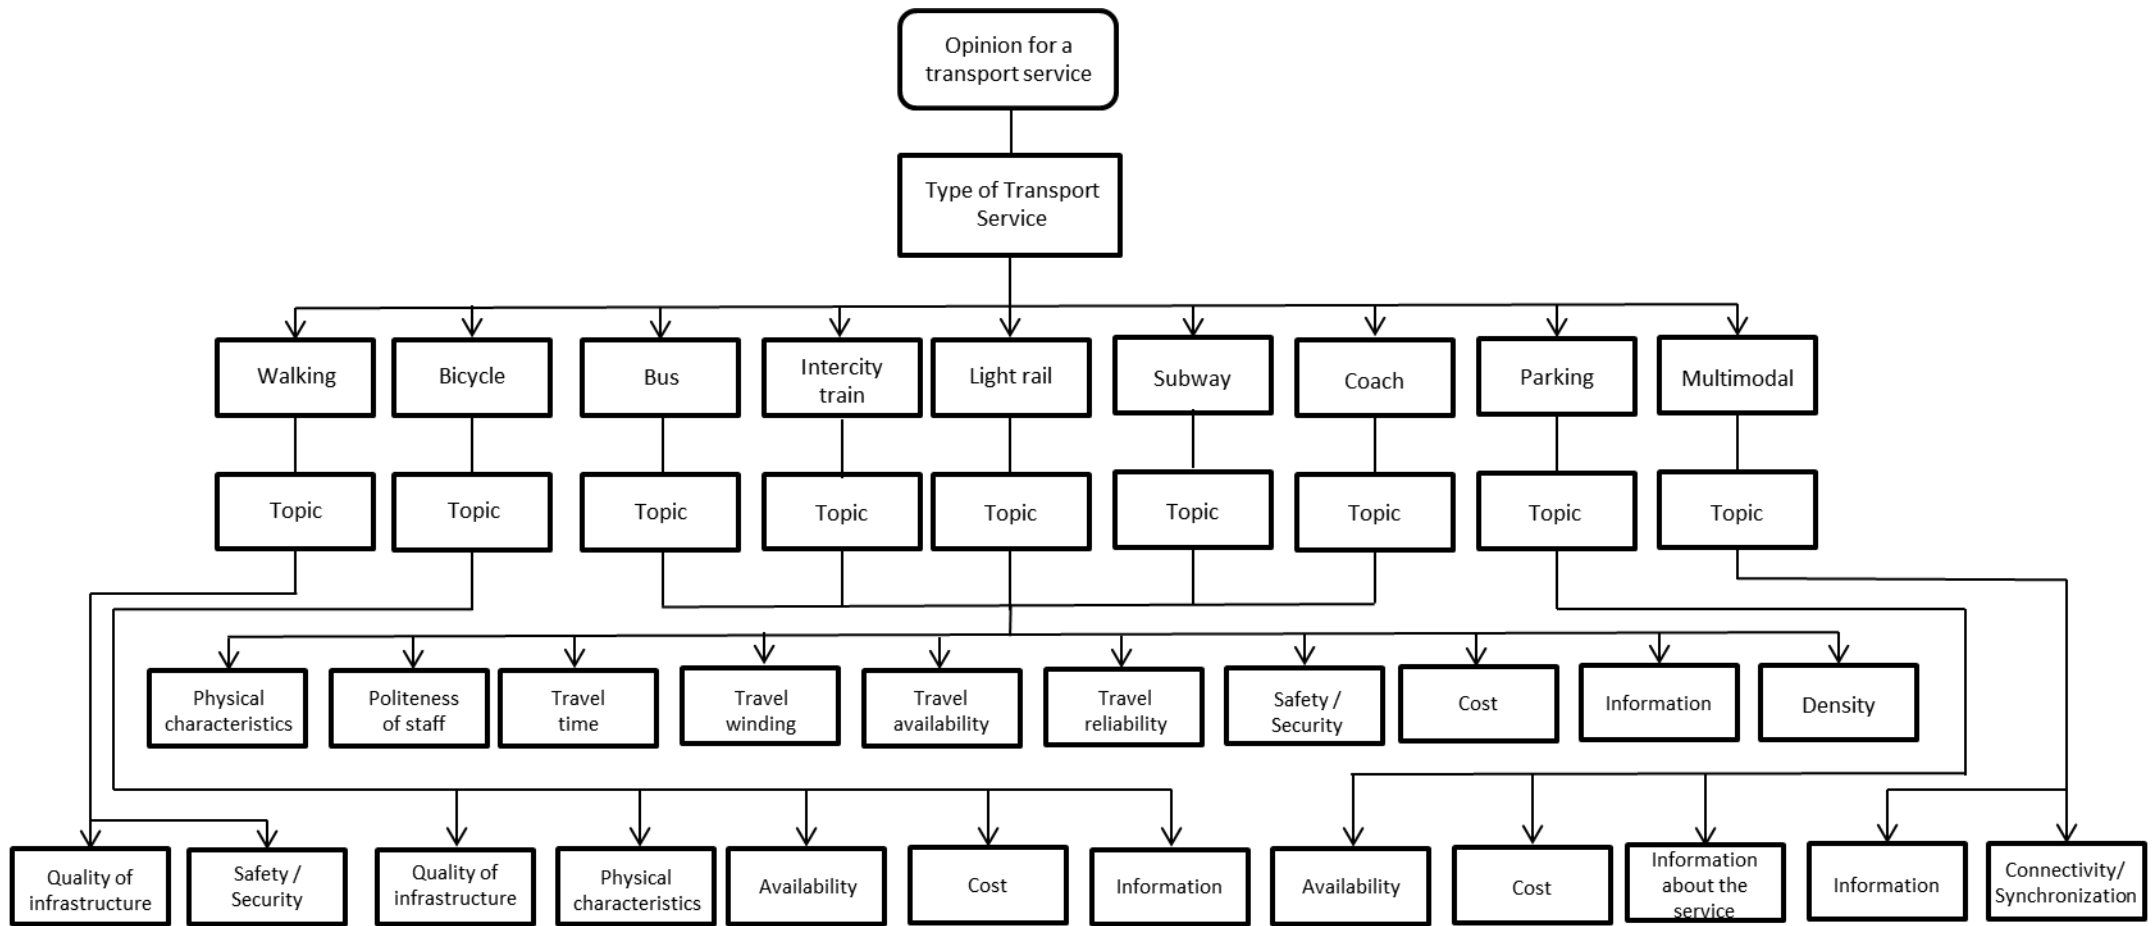 Opinion for a
transport service
Type of Transport
Service
Walking
Bicycle
Bus
Intercity
train
Light rail
Subway
Coach
Parking
Multimodal
Topic
Topic
Topic
Topic
Topic
Topic
Topic
Topic
Topic
Physical
characteristics
Politeness
of staff
Travel
time
Travel
winding
Travel
availability
Travel
reliability
Safety /
Security
Cost
Information
Density
Quality of
infrastructure
Safety /
Security
Quality of
infrastructure
Physical
characteristics
Availability
Cost
Information
Availability
Cost
Information
about the
service
Information
Connectivity/
Synchronization